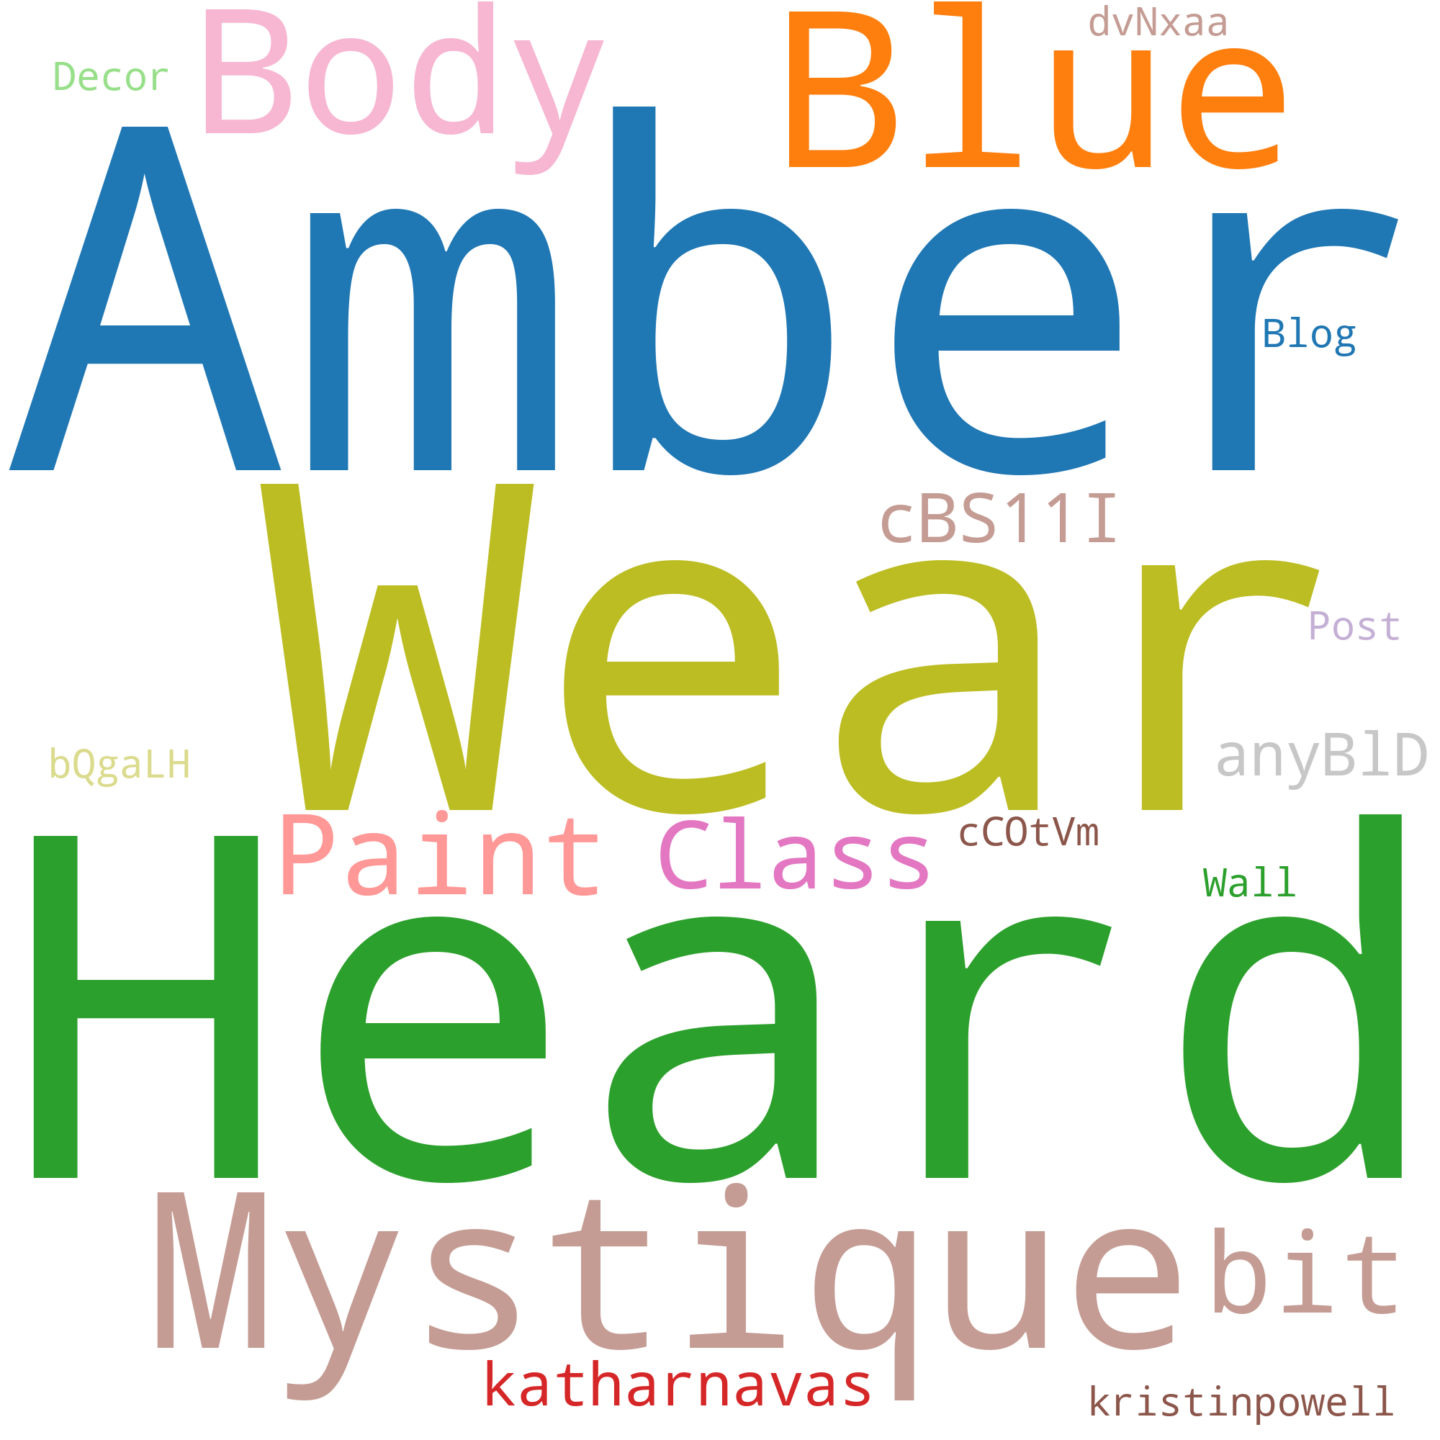 dvNxaa
Decor
Body
Blue
Amber
Blog
Wear
cBS11I
Post
bQgaLH
anyBlD
Paint
Class
cCOtVm
Wall
Heard
Mystique
bit
katharnavas
kristinpowell